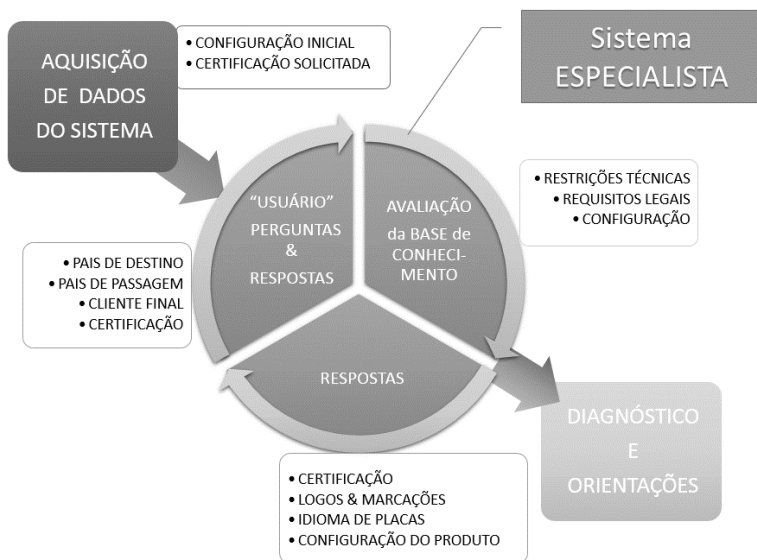 AQUISIÇÃO
DE DADOS
DO SISTEMA
• CONFIGURAÇÃO INICIAL
• CERTIFICAÇÃO SOLICITADA
Sistema
ESPECIALISTA
"USUÁRIO"
PERGUNTAS
&
RESPOSTAS
AVALIAÇÃO
da BASE de
CONHECI-
MENTO
• RESTRIÇÕES TÉCNICAS
• REQUISITOS LEGAIS
• CONFIGURAÇÃO
• PAIS DE DESTINO
• PAIS DE PASSAGEM
• CLIENTE FINAL
• CERTIFICAÇÃO
RESPOSTAS
DIAGNÓSTICO
E
ORIENTAÇÕES
• CERTIFICAÇÃO
• LOGOS & MARCAÇÕES
• IDIOMA DE PLACAS
• CONFIGURAÇÃO DO PRODUTO